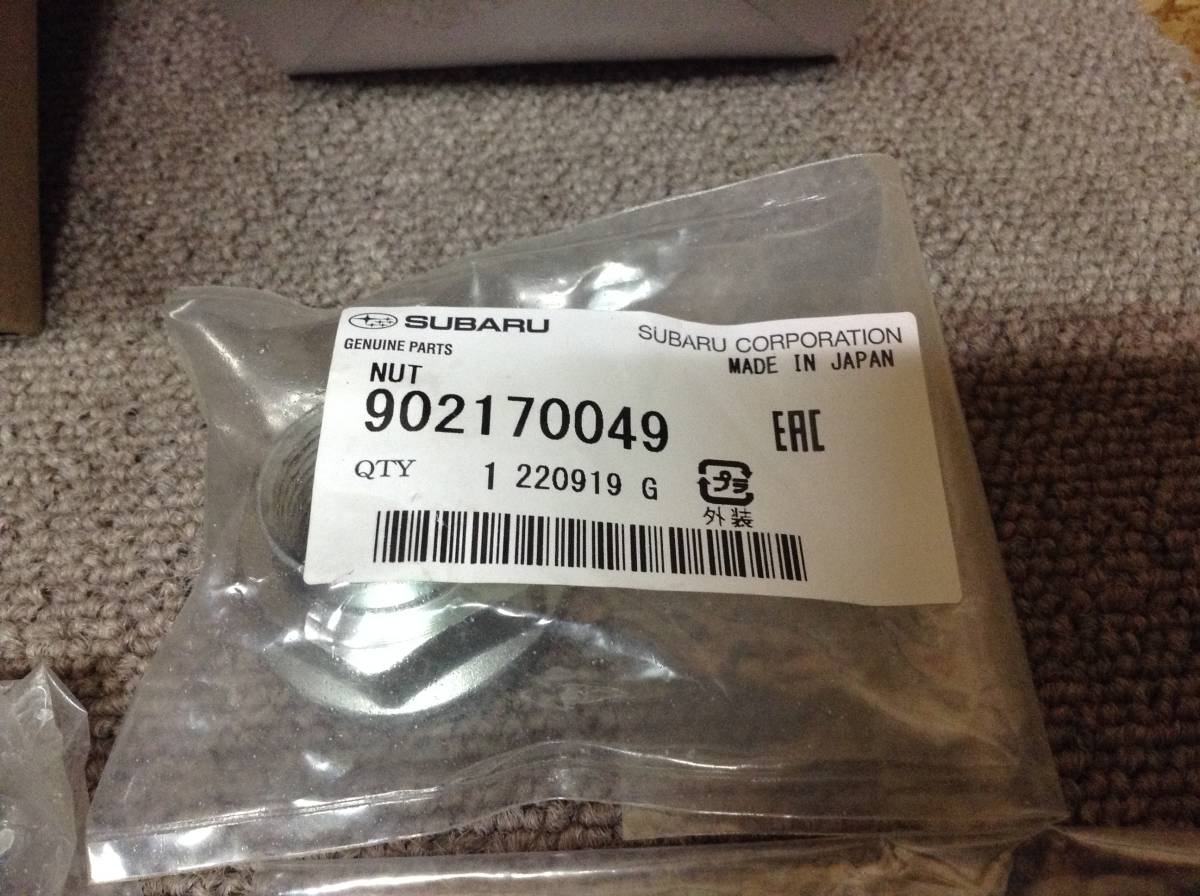 SUBARU
SUBARU CORPORATION
GENUINE PARTS
MADE IN JAPAN
NUT
902170049
EAC
QTY 1 220919 G
プラ
外装